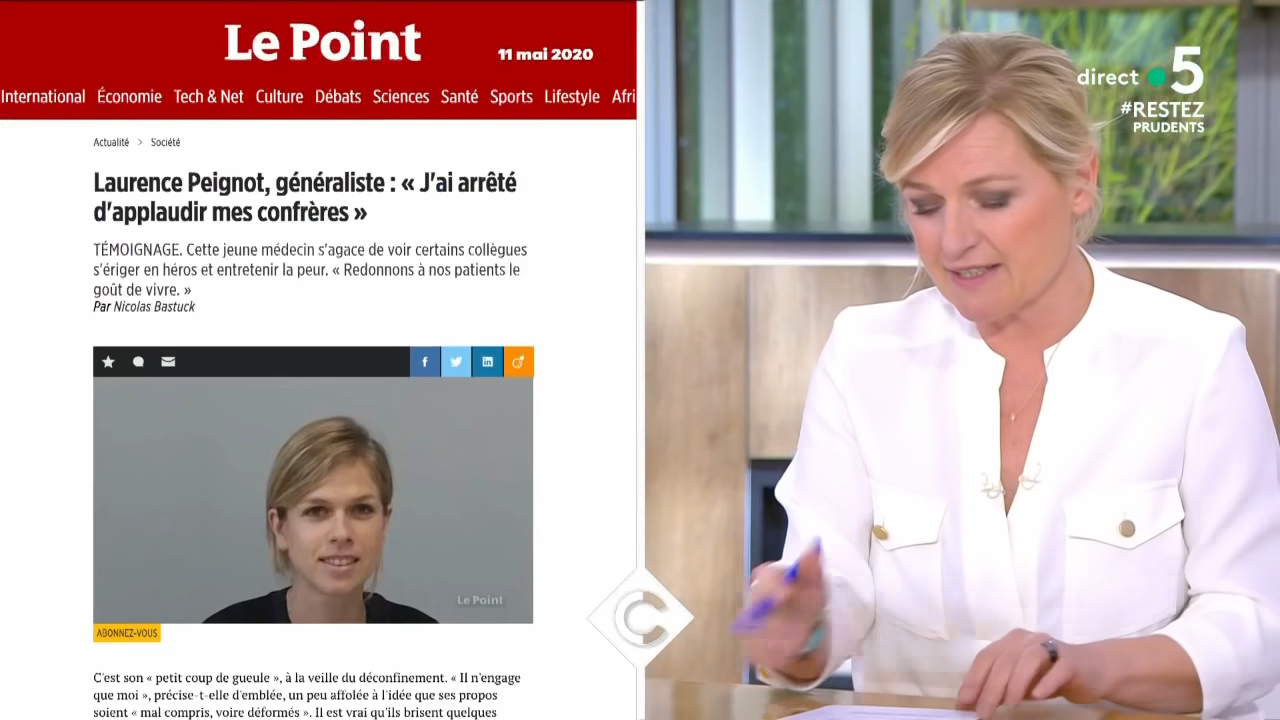 Le Point
11 mai 2020
International Économie Tech & Net Culture Débats Sciences Santé Sports Lifestyle Afri
Actualité > Société
Laurence Peignot, généraliste : « J'ai arrêté
d'applaudir mes confrères »
TÉMOIGNAGE. Cette jeune médecin s'agace de voir certains collègues
s'ériger en héros et entretenir la peur. « Redonnons à nos patients le
goût de vivre. »
Par Nicolas Bastuck
f
in
Le Point
ABONNEZ-VOUS
C'est son « petit coup de gueule », à la veille du déconfinement. « Il n'engage
que moi », précise-t-elle d'emblée, un peu affolée à l'idée que ses propos
soient « mal compris, voire déformés ». Il est vrai qu'ils brisent quelques
direct 5
#RESTEZ
PRUDENTS
C